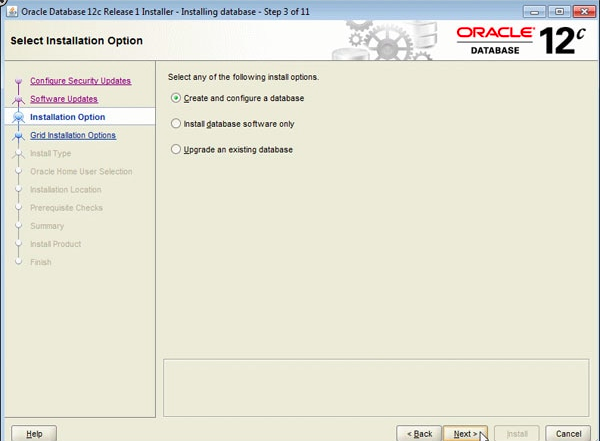 Oracle Database 12c Release 1 Installer - Installing database - Step 3 of 11
Select Installation Option
ORACLE
DATABASE 12c
Configure Security Updates
Software Updates
Installation Option
Grid Installation Options
Install Type
Oracle Home User Selection
Installation Location
Prerequisite Checks
Summary
Install Product
Finish
Select any of the following install options.
Create and configure a database
Install database software only
Upgrade an existing database
Help
< Back
Next >
Install
Cancel